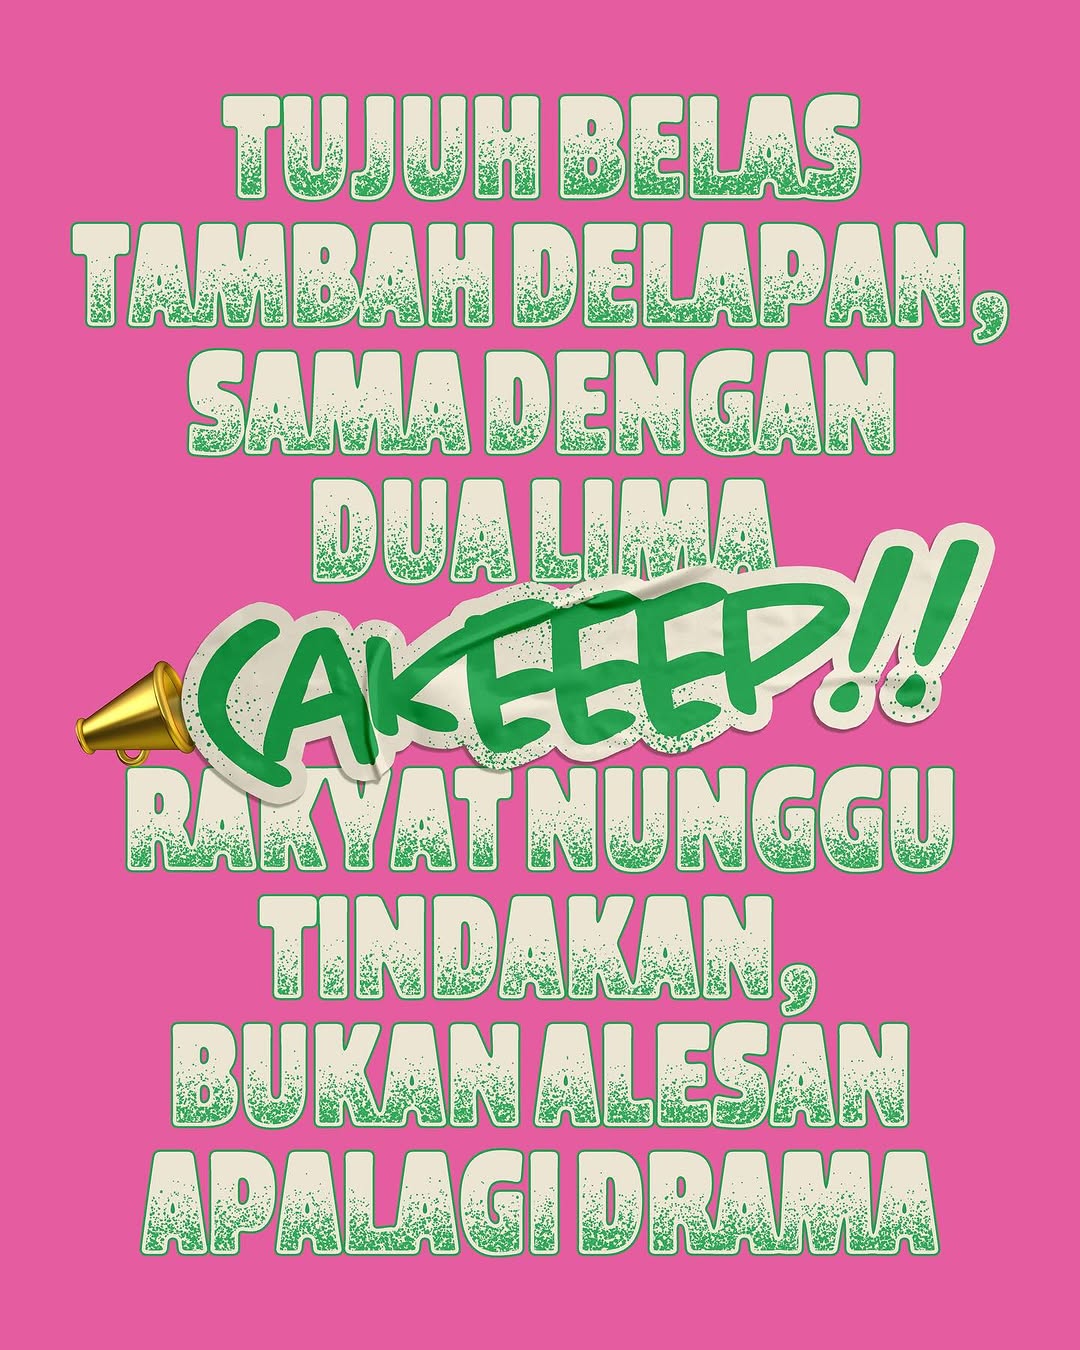 TUJUH BELAS
TAMBAH DELAPAN,
SAMA DENGAN
DUA LIMA
CAKEEEP!!
RAKYAT NUNGGU
TINDAKAN,
BUKAN ALESAN
APALAGI DRAMA